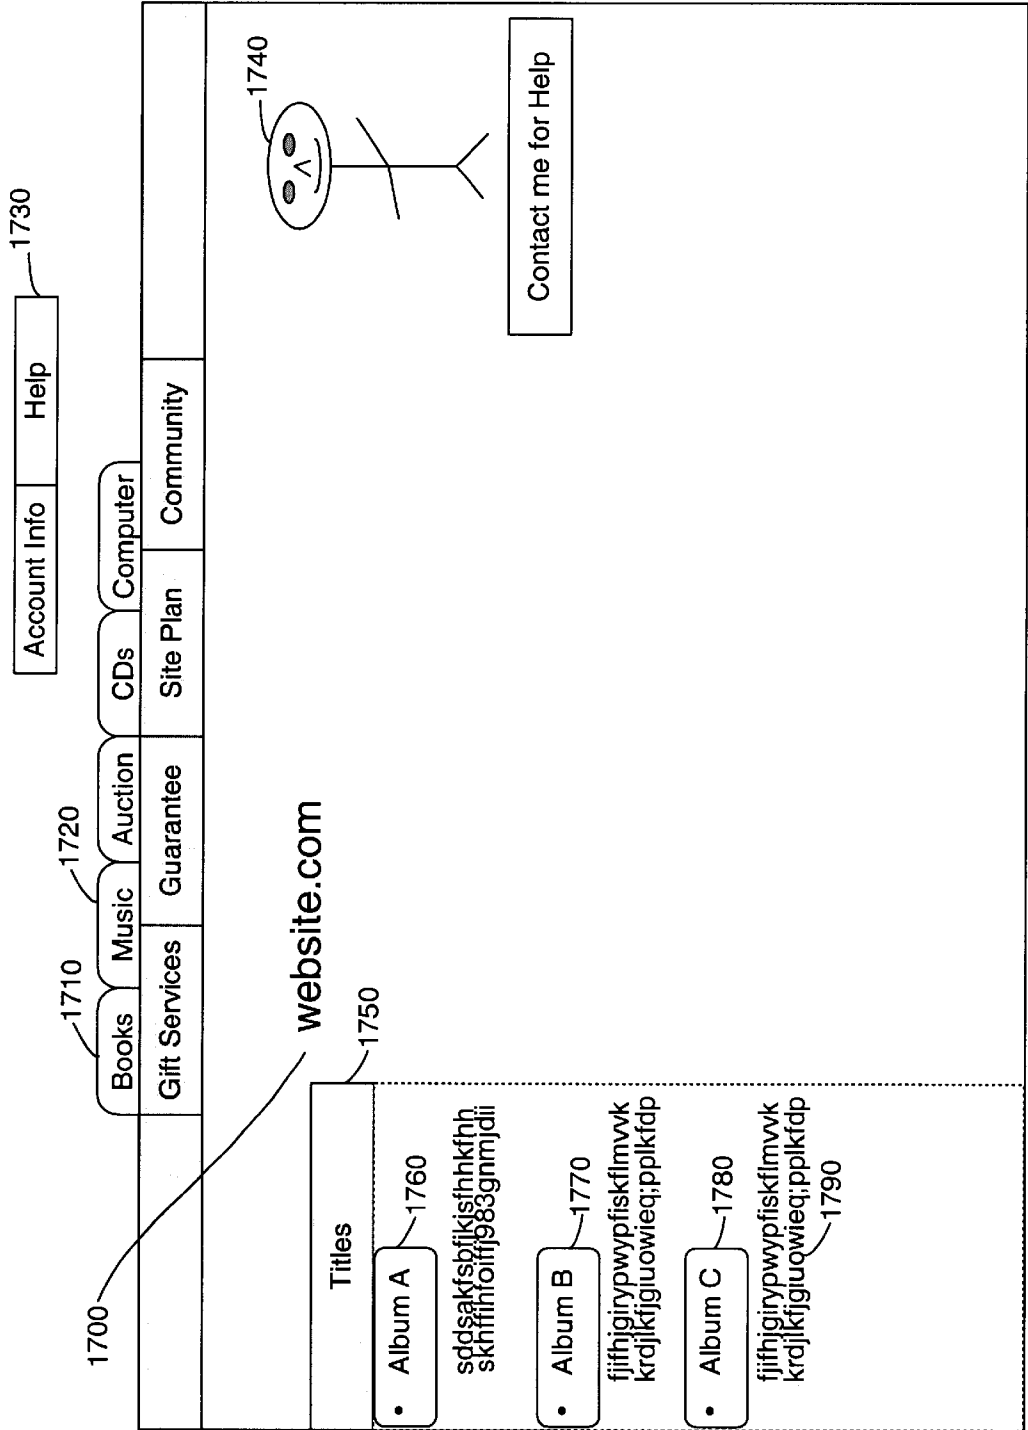 1730
Account Info Help
1710 1720
Books Music Auction CDs Computer
Gift Services Guarantee Site Plan Community
1700
website.com
1740
1750
Titles
• Album A
1760
sddsakfsbfjkjsfhhkfhh
skhffihfoiffj983gnmjdii
Contact me for Help
• Album B
1770
fjifhjgirypwypfiskflmvvk
krdjlkfjgiuowieq;pplkfdp
• Album C
1780
fjifhjgirypwypfiskflmvvk
krdjlkfjgiuowieq;pplkfdp
1790